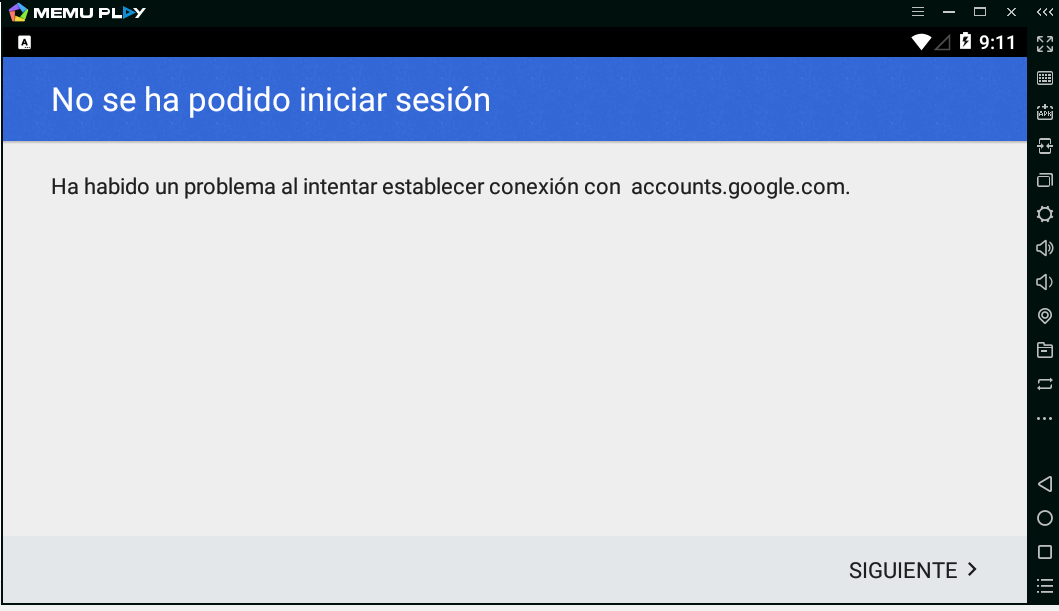 MEMU PLAY
A
9:11
APK
No se ha podido iniciar sesión
Ha habido un problema al intentar establecer conexión con  accounts.google.com.
SIGUIENTE